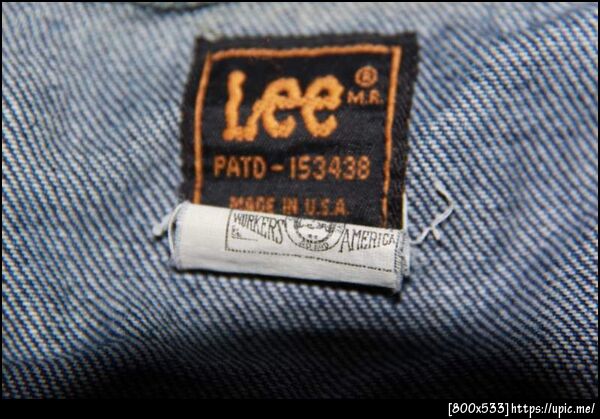 Lee ®
M.R.
PATD-153438
MADE IN U.S.A.
WORKERS AMERICA
[800x533]https://upic.me/